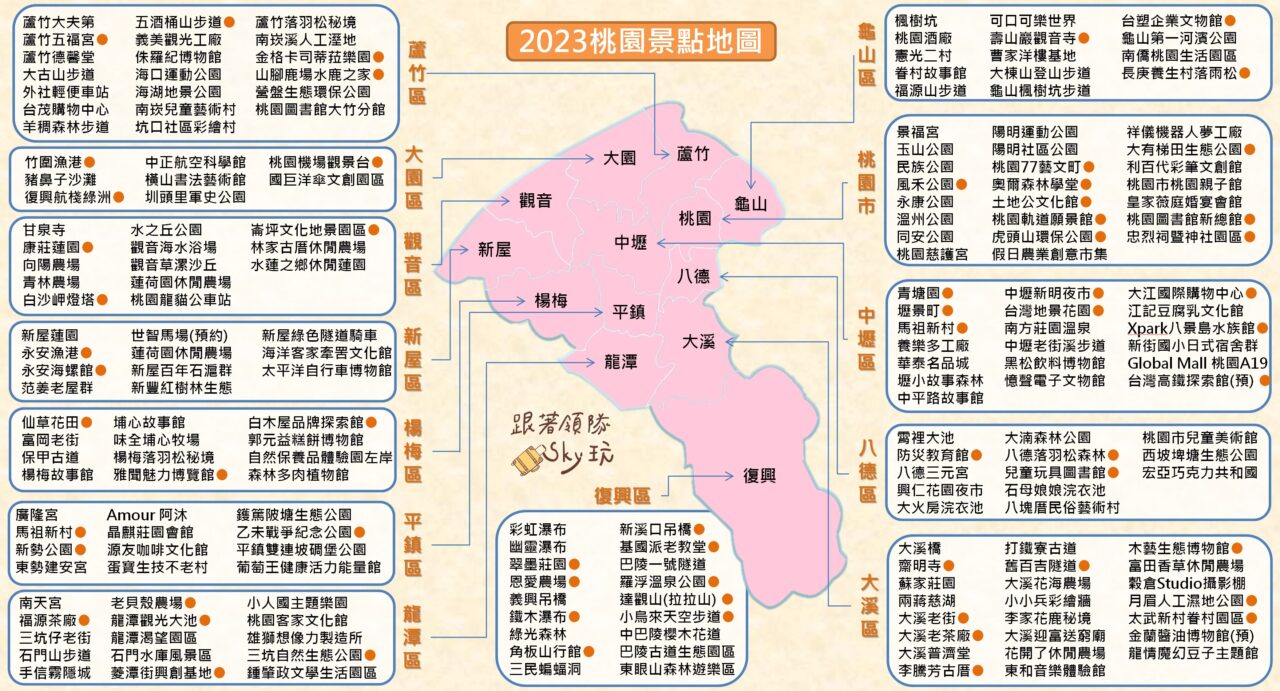 2023桃園景點地圖
蘆竹大夫第 五酒桶山步道 蘆竹落羽松秘境
蘆竹五福宮 義美觀光工廠 南崁溪人工溼地
蘆竹德馨堂 侏羅紀博物館 金格卡司蒂菈樂園
大古山步道 海口運動公園 山腳鹿場水鹿之家
外社輕便車站 海湖地景公園 營盤生態環保公園
台茂購物中心 南崁兒童藝術村 桃園圖書館大竹分館
羊稠森林步道 坑口社區彩繪村
蘆竹區
竹圍漁港 中正航空科學館 桃園機場觀景台
豬鼻子沙灘 橫山書法藝術館 國巨洋傘文創園區
復興航棧綠洲 圳頭里軍史公園
大園區
甘泉寺 水之丘公園 崙坪文化地景園區
康莊蓮園 觀音海水浴場 林家古厝休閒農場
向陽農場 觀音草漯沙丘 水蓮之鄉休閒蓮園
青林農場 蓮荷園休閒農場
白沙岬燈塔 桃園龍貓公車站
觀音區
新屋蓮園 世智馬場(預約) 新屋綠色隧道騎車
永安漁港 蓮荷園休閒農場 海洋客家牽罟文化館
永安海螺館 新屋百年石滬群 太平洋自行車博物館
范姜老屋群 新豐紅樹林生態
新屋區
仙草花田 埔心故事館 白木屋品牌探索館
富岡老街 味全埔心牧場 郭元益糕餅博物館
保甲古道 楊梅落羽松秘境 自然保養品體驗園左岸
楊梅故事館 雅聞魅力博覽館 森林多肉植物館
楊梅區
廣隆宮 Amour 阿沐 鑊篤陂塘生態公園
馬祖新村 晶麒莊園會館 乙未戰爭紀念公園
新勢公園 源友咖啡文化館 平鎮雙連坡碉堡公園
東勢建安宮 蛋寶生技不老村 葡萄王健康活力能量館
平鎮區
南天宮 老貝殼農場 小人國主題樂園
福源茶廠 龍潭觀光大池 桃園客家文化館
三坑仔老街 龍潭渴望園區 雄獅想像力製造所
石門山步道 石門水庫風景區 三坑自然生態公園
手信霧隱城 菱潭街興創基地 鍾肇政文學生活園區
龍潭區
大園
蘆竹
觀音
桃園
龜山
新屋
中壢
八德
楊梅
平鎮
大溪
龍潭
復興
跟著領隊
Sky玩
復興區
彩虹瀑布 新溪口吊橋
幽靈瀑布 基國派老教堂
翠墨莊園 巴陵一號隧道
恩愛農場 羅浮溫泉公園
義興吊橋 達觀山(拉拉山)
鐵木瀑布 小烏來天空步道
綠光森林 中巴陵櫻木花道
角板山行館 巴陵古道生態園區
三民蝙蝠洞 東眼山森林遊樂區
龜山區
楓樹坑 可口可樂世界 台塑企業文物館
桃園酒廠 壽山巖觀音寺 龜山第一河濱公園
憲光二村 曹家洋樓基地 南僑桃園生活園區
眷村故事館 大棟山登山步道 長庚養生村落雨松
福源山步道 龜山楓樹坑步道
桃園市
景福宮 陽明運動公園 祥儀機器人夢工廠
玉山公園 陽明社區公園 大有梯田生態公園
民族公園 桃園77藝文町 利百代彩筆文創館
風禾公園 奧爾森林學堂 桃園市桃園親子館
永康公園 土地公文化館 皇家薇庭婚宴會館
溫州公園 桃園軌道願景館 桃園圖書館新總館
同安公園 虎頭山環保公園 忠烈祠暨神社園區
桃園慈護宮 假日農業創意市集
中壢區
青塘園 中壢新明夜市 大江國際購物中心
壢景町 台灣地景花園 江記豆腐乳文化館
馬祖新村 南方莊園溫泉 Xpark八景島水族館
養樂多工廠 中壢老街溪步道 新街國小日式宿舍群
華泰名品城 黑松飲料博物館 Global Mall 桃園A19
壢小故事森林 憶聲電子文物館 台灣高鐵探索館(預)
中平路故事館
八德區
霄裡大池 大湳森林公園 桃園市兒童美術館
防災教育館 八德落羽松森林 西坡埤塘生態公園
八德三元宮 兒童玩具圖書館 宏亞巧克力共和國
興仁花園夜市 石母娘娘浣衣池
大火房浣衣池 八塊厝民俗藝術村
大溪區
大溪橋 打鐵寮古道 木藝生態博物館
齋明寺 舊百吉隧道 富田香草休閒農場
蘇家莊園 大溪花海農場 穀倉Studio攝影棚
兩蔣慈湖 小小兵彩繪牆 月眉人工濕地公園
大溪老街 李家花鹿秘境 太武新村眷村園區
大溪老茶廠 大溪迎富送窮廟 金蘭醬油博物館(預)
大溪普濟堂 花開了休閒農場 龍情魔幻豆子主題館
李騰芳古厝 東和音樂體驗館